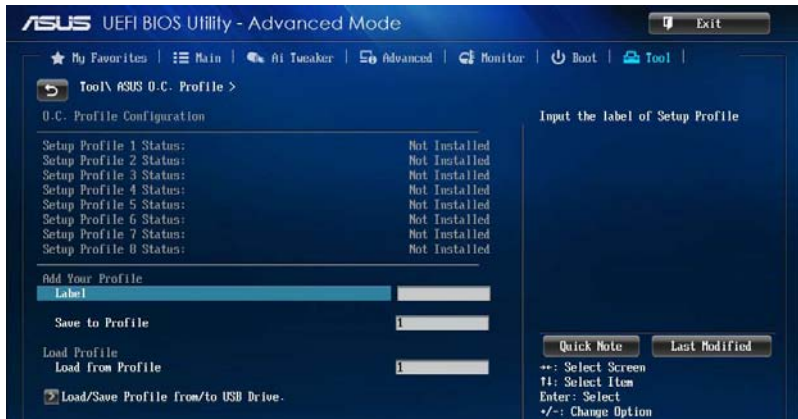 ASUS UEFI BIOS Utility - Advanced Mode
Exit
My Favorites | Main | Ai Tweaker | Advanced | Monitor | Boot | Tool |
Tool\ ASUS O.C. Profile >
O.C. Profile Configuration
Input the label of Setup Profile
Setup Profile 1 Status: Not Installed
Setup Profile 2 Status: Not Installed
Setup Profile 3 Status: Not Installed
Setup Profile 4 Status: Not Installed
Setup Profile 5 Status: Not Installed
Setup Profile 6 Status: Not Installed
Setup Profile 7 Status: Not Installed
Setup Profile 8 Status: Not Installed
Add Your Profile
Label
Save to Profile 1
Load Profile
Load from Profile 1
Load/Save Profile from/to USB Drive.
Quick Note
Last Modified
→←: Select Screen
↑↓: Select Item
Enter: Select
+/-: Change Option